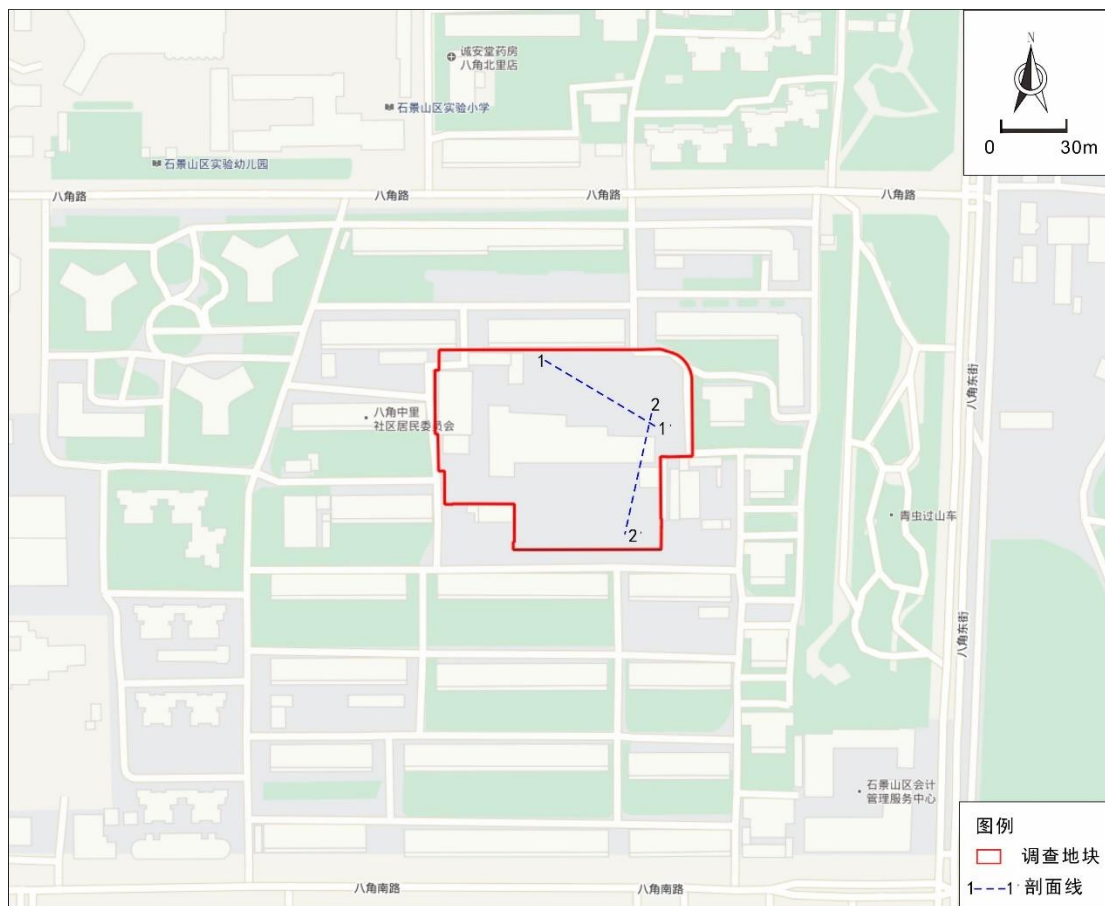 诚安堂药房
八角北里店
N
0 30m
石景山区实验小学
石景山区实验幼儿园
八角路
八角路
八角路
八角路
1
2
1'
八角东街
八角中里
社区居民委员会
青虫过山车
2'
八角东街
石景山区会计
管理服务中心
图例
调查地块
1---1' 剖面线
八角南路
八角南路